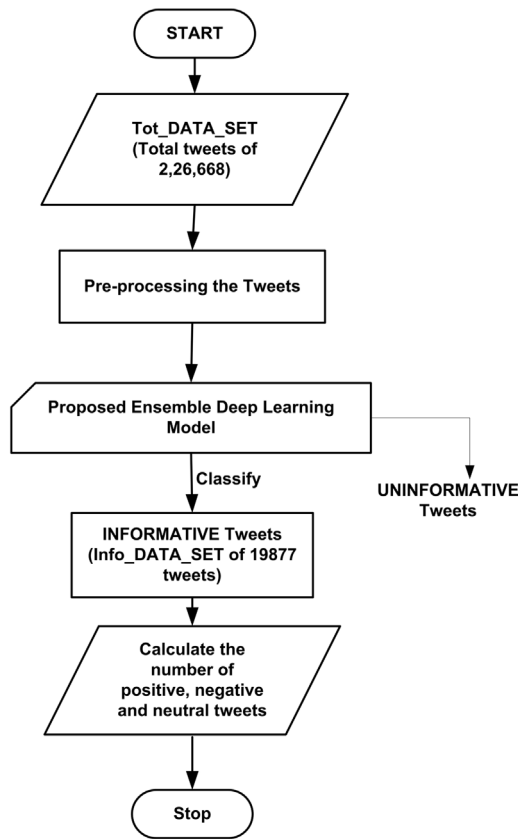 START
Tot_DATA_SET
(Total tweets of
2,26,668)
Pre-processing the Tweets
Proposed Ensemble Deep Learning
Model
Classify
UNINFORMATIVE
Tweets
INFORMATIVE Tweets
(Info_DATA_SET of 19877
tweets)
Calculate the
number of
positive, negative
and neutral tweets
Stop